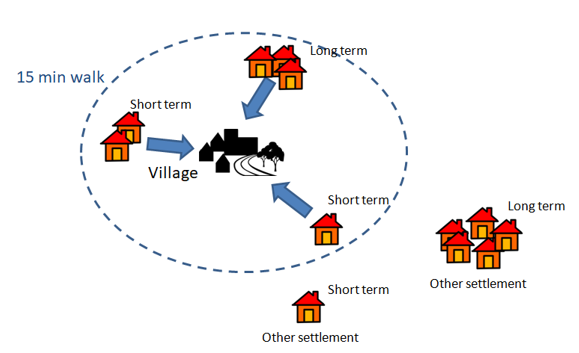 Long term
15 min walk
Short term
Village
Short term
Long term
Other settlement
Short term
Other settlement